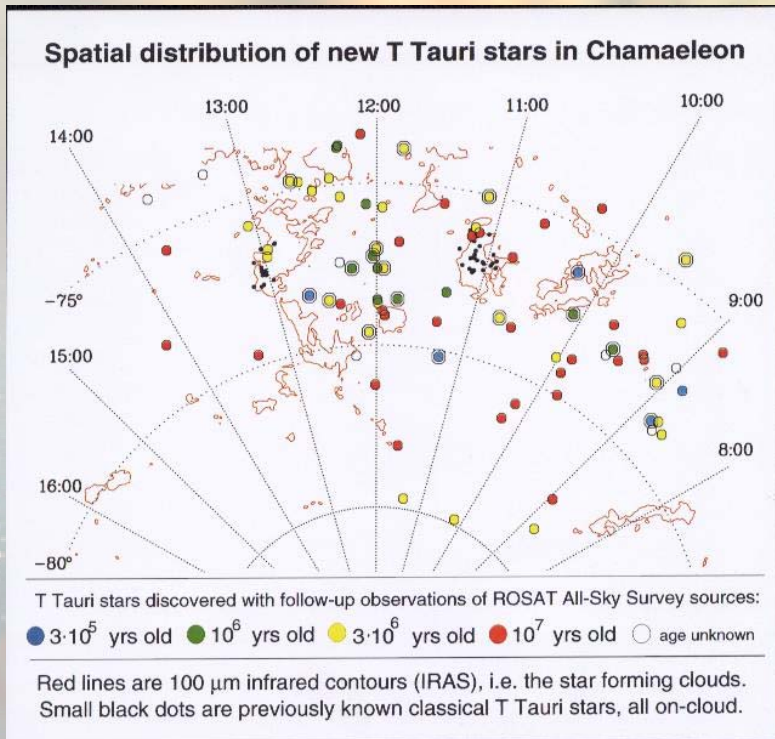 Spatial distribution of new T Tauri stars in Chamaeleon
13:00 12:00 11:00 10:00
14:00
−75° 9:00
15:00
8:00
16:00
−80°
T Tauri stars discovered with follow-up observations of ROSAT All-Sky Survey sources:
3·10⁵ yrs old 10⁶ yrs old 3·10⁶ yrs old 10⁷ yrs old age unknown
Red lines are 100 μm infrared contours (IRAS), i.e. the star forming clouds.
Small black dots are previously known classical T Tauri stars, all on-cloud.